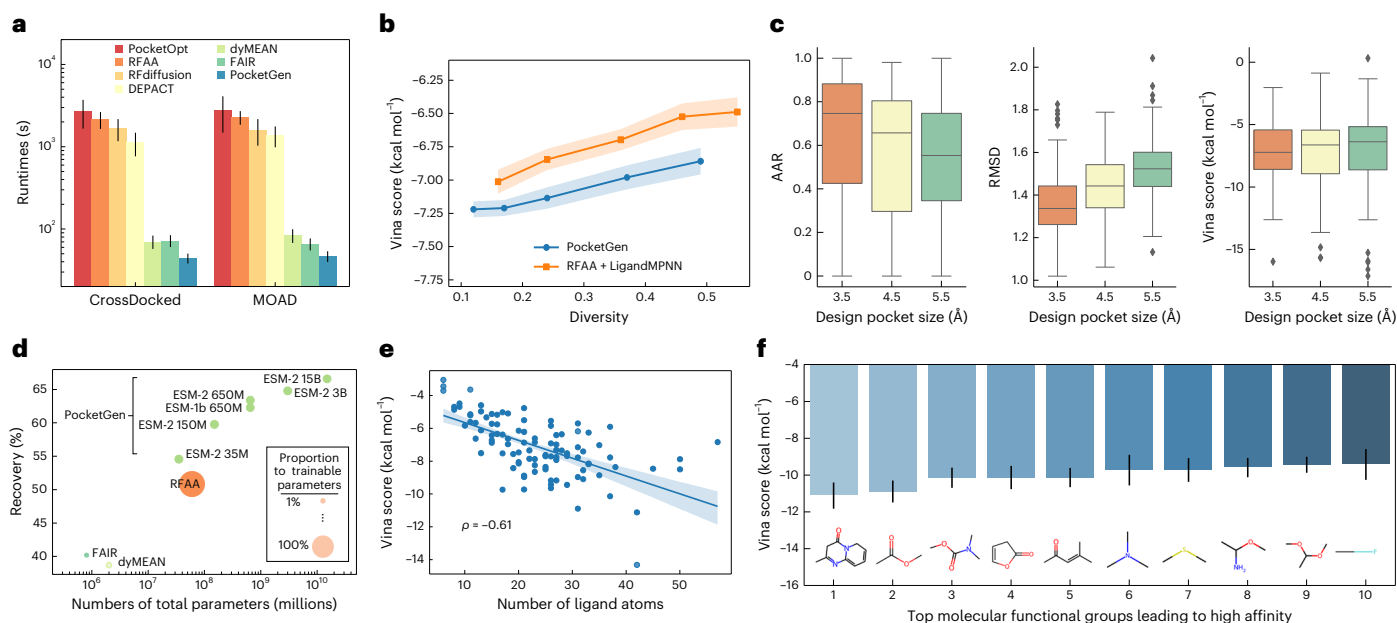 a
PocketOpt
RFAA
RFdiffusion
DEPACT
dyMEAN
FAIR
PocketGen
10⁴
10³
10²
Runtimes (s)
CrossDocked
MOAD
b
−6.25
−6.50
−6.75
−7.00
−7.25
−7.50
−7.75
Vina score (kcal mol⁻¹)
PocketGen
RFAA + LigandMPNN
0.1 0.2 0.3 0.4 0.5
Diversity
c
1.0
0.8
0.6
0.4
0.2
0
AAR
3.5 4.5 5.5
Design pocket size (Å)
2.0
1.8
1.6
1.4
1.2
1.0
RMSD
3.5 4.5 5.5
Design pocket size (Å)
0
−5
−10
−15
Vina score (kcal mol⁻¹)
3.5 4.5 5.5
Design pocket size (Å)
d
65
60
55
50
45
40
Recovery (%)
PocketGen
ESM-2 15B
ESM-2 3B
ESM-2 650M
ESM-1b 650M
ESM-2 150M
ESM-2 35M
RFAA
FAIR
dyMEAN
Proportion
to trainable
parameters
1%
100%
10⁶ 10⁷ 10⁸ 10⁹ 10¹⁰
Numbers of total parameters (millions)
e
−4
−6
−8
−10
−12
−14
Vina score (kcal mol⁻¹)
ρ = −0.61
10 20 30 40 50
Number of ligand atoms
f
−4
−6
−8
−10
−12
−14
−16
Vina score (kcal mol⁻¹)
O
N
N
O
O
O
N
O
O
O
O
N
S
O
NH₂
O
O
F
1 2 3 4 5 6 7 8 9 10
Top molecular functional groups leading to high affinity